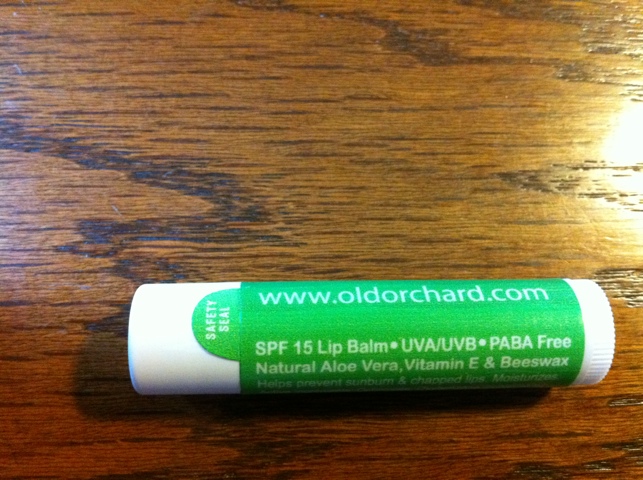 SAFETY
SEAL
www.oldorchard.com
SPF 15 Lip Balm • UVA/UVB • PABA Free
Natural Aloe Vera, Vitamin E & Beeswax
Helps prevent sunburn & chapped lips. Moisturizes